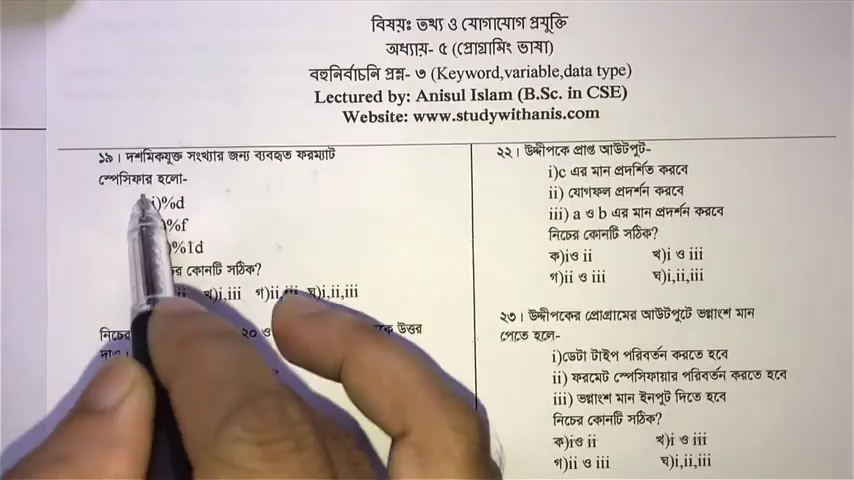 বিষয়ঃ তথ্য ও যোগাযোগ প্রযুক্তি
অধ্যায়- ৫ (প্রোগ্রামিং ভাষা)
বহুনির্বাচনি প্রশ্ন- ৩ (Keyword,variable,data type)
Lectured by: Anisul Islam (B.Sc. in CSE)
Website: www.studywithanis.com
১৯। দশমিকযুক্ত সংখ্যার জন্য ব্যবহৃত ফরম্যাট
স্পেসিফার হলো-
i)%d
)%f
)%1d
কোনটি সঠিক?
খ)i,iii গ)ii,iii ঘ)i,ii,iii
নিচের ২০ ও উত্তর
২২। উদ্দীপকে প্রাপ্ত আউটপুট-
i)c এর মান প্রদর্শিত করবে
ii) যোগফল প্রদর্শন করবে
iii) a ও b এর মান প্রদর্শন করবে
নিচের কোনটি সঠিক?
ক)iও ii খ)i ও iii
গ)ii ও iii ঘ)i,ii,iii
২৩। উদ্দীপকের প্রোগ্রামের আউটপুটে ভগ্নাংশ মান
পেতে হলে-
i)ডেটা টাইপ পরিবর্তন করতে হবে
ii) ফরমেট স্পেসিফায়ার পরিবর্তন করতে হবে
iii) ভগ্নাংশ মান ইনপুট দিতে হবে
নিচের কোনটি সঠিক?
ক)iও ii খ)i ও iii
গ)ii ও iii ঘ)i,ii,iii